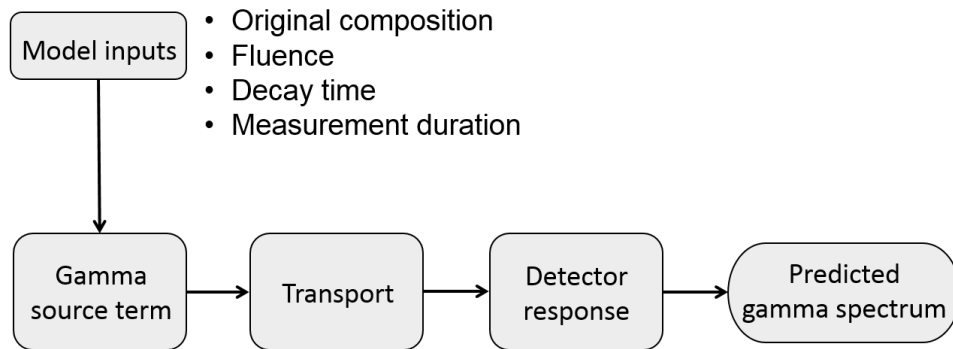 Model inputs
• Original composition
• Fluence
• Decay time
• Measurement duration
Gamma
source term
Transport
Detector
response
Predicted
gamma spectrum